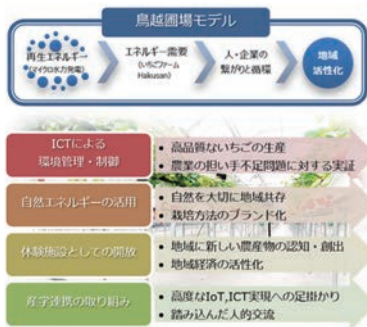 鳥越圃場モデル
再生エネルギー
(マイクロ水力発電)
エネルギー需要
(いちごファーム
Hakusan)
人・企業の
繋がりと循環
地域
活性化
ICTによる
環境管理・制御
• 高品質ないちごの生産
• 農業の担い手不足問題に対する実証
自然エネルギーの活用
• 自然を大切に地域共存
• 栽培方法のブランド化
体験施設としての開放
• 地域に新しい農産物の認知・創出
• 地域経済の活性化
産学連携の取り組み
• 高度なIoT,ICT実現への足掛かり
• 踏み込んだ人的交流